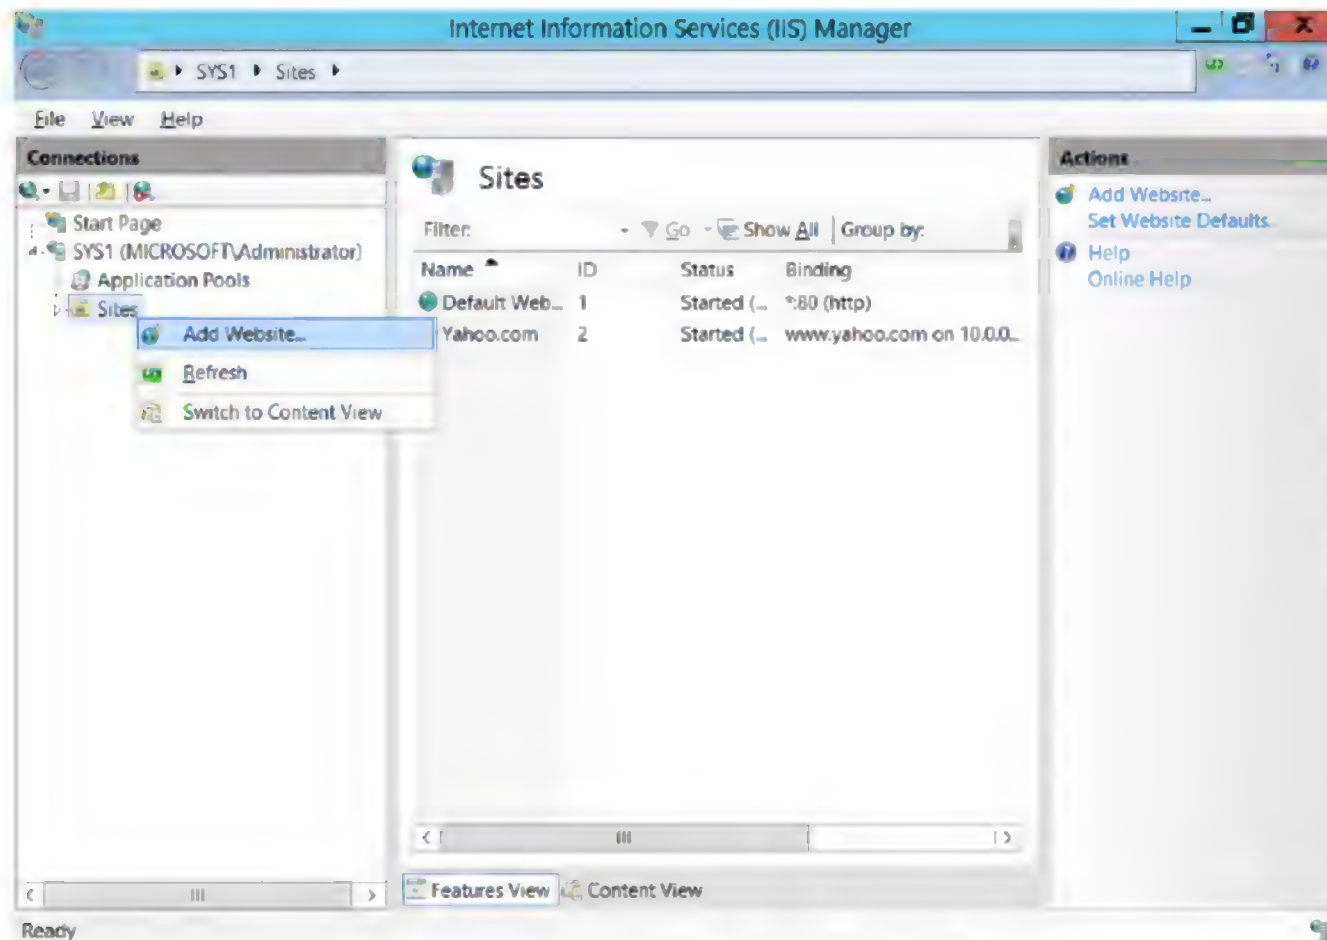 Internet Information Services (IIS) Manager
SYS1 Sites
File View Help
Connections
Start Page
SYS1 (MICROSOFT\Administrator)
Application Pools
Sites
Add Website...
Refresh
Switch to Content View
Sites
Filter: Go Show All Group by:
Name ID Status Binding
Default Web... 1 Started (... *:80 (http)
Yahoo.com 2 Started (... www.yahoo.com on 10.0.0...
Features View Content View
Actions
Add Website...
Set Website Defaults...
Help
Online Help
Ready